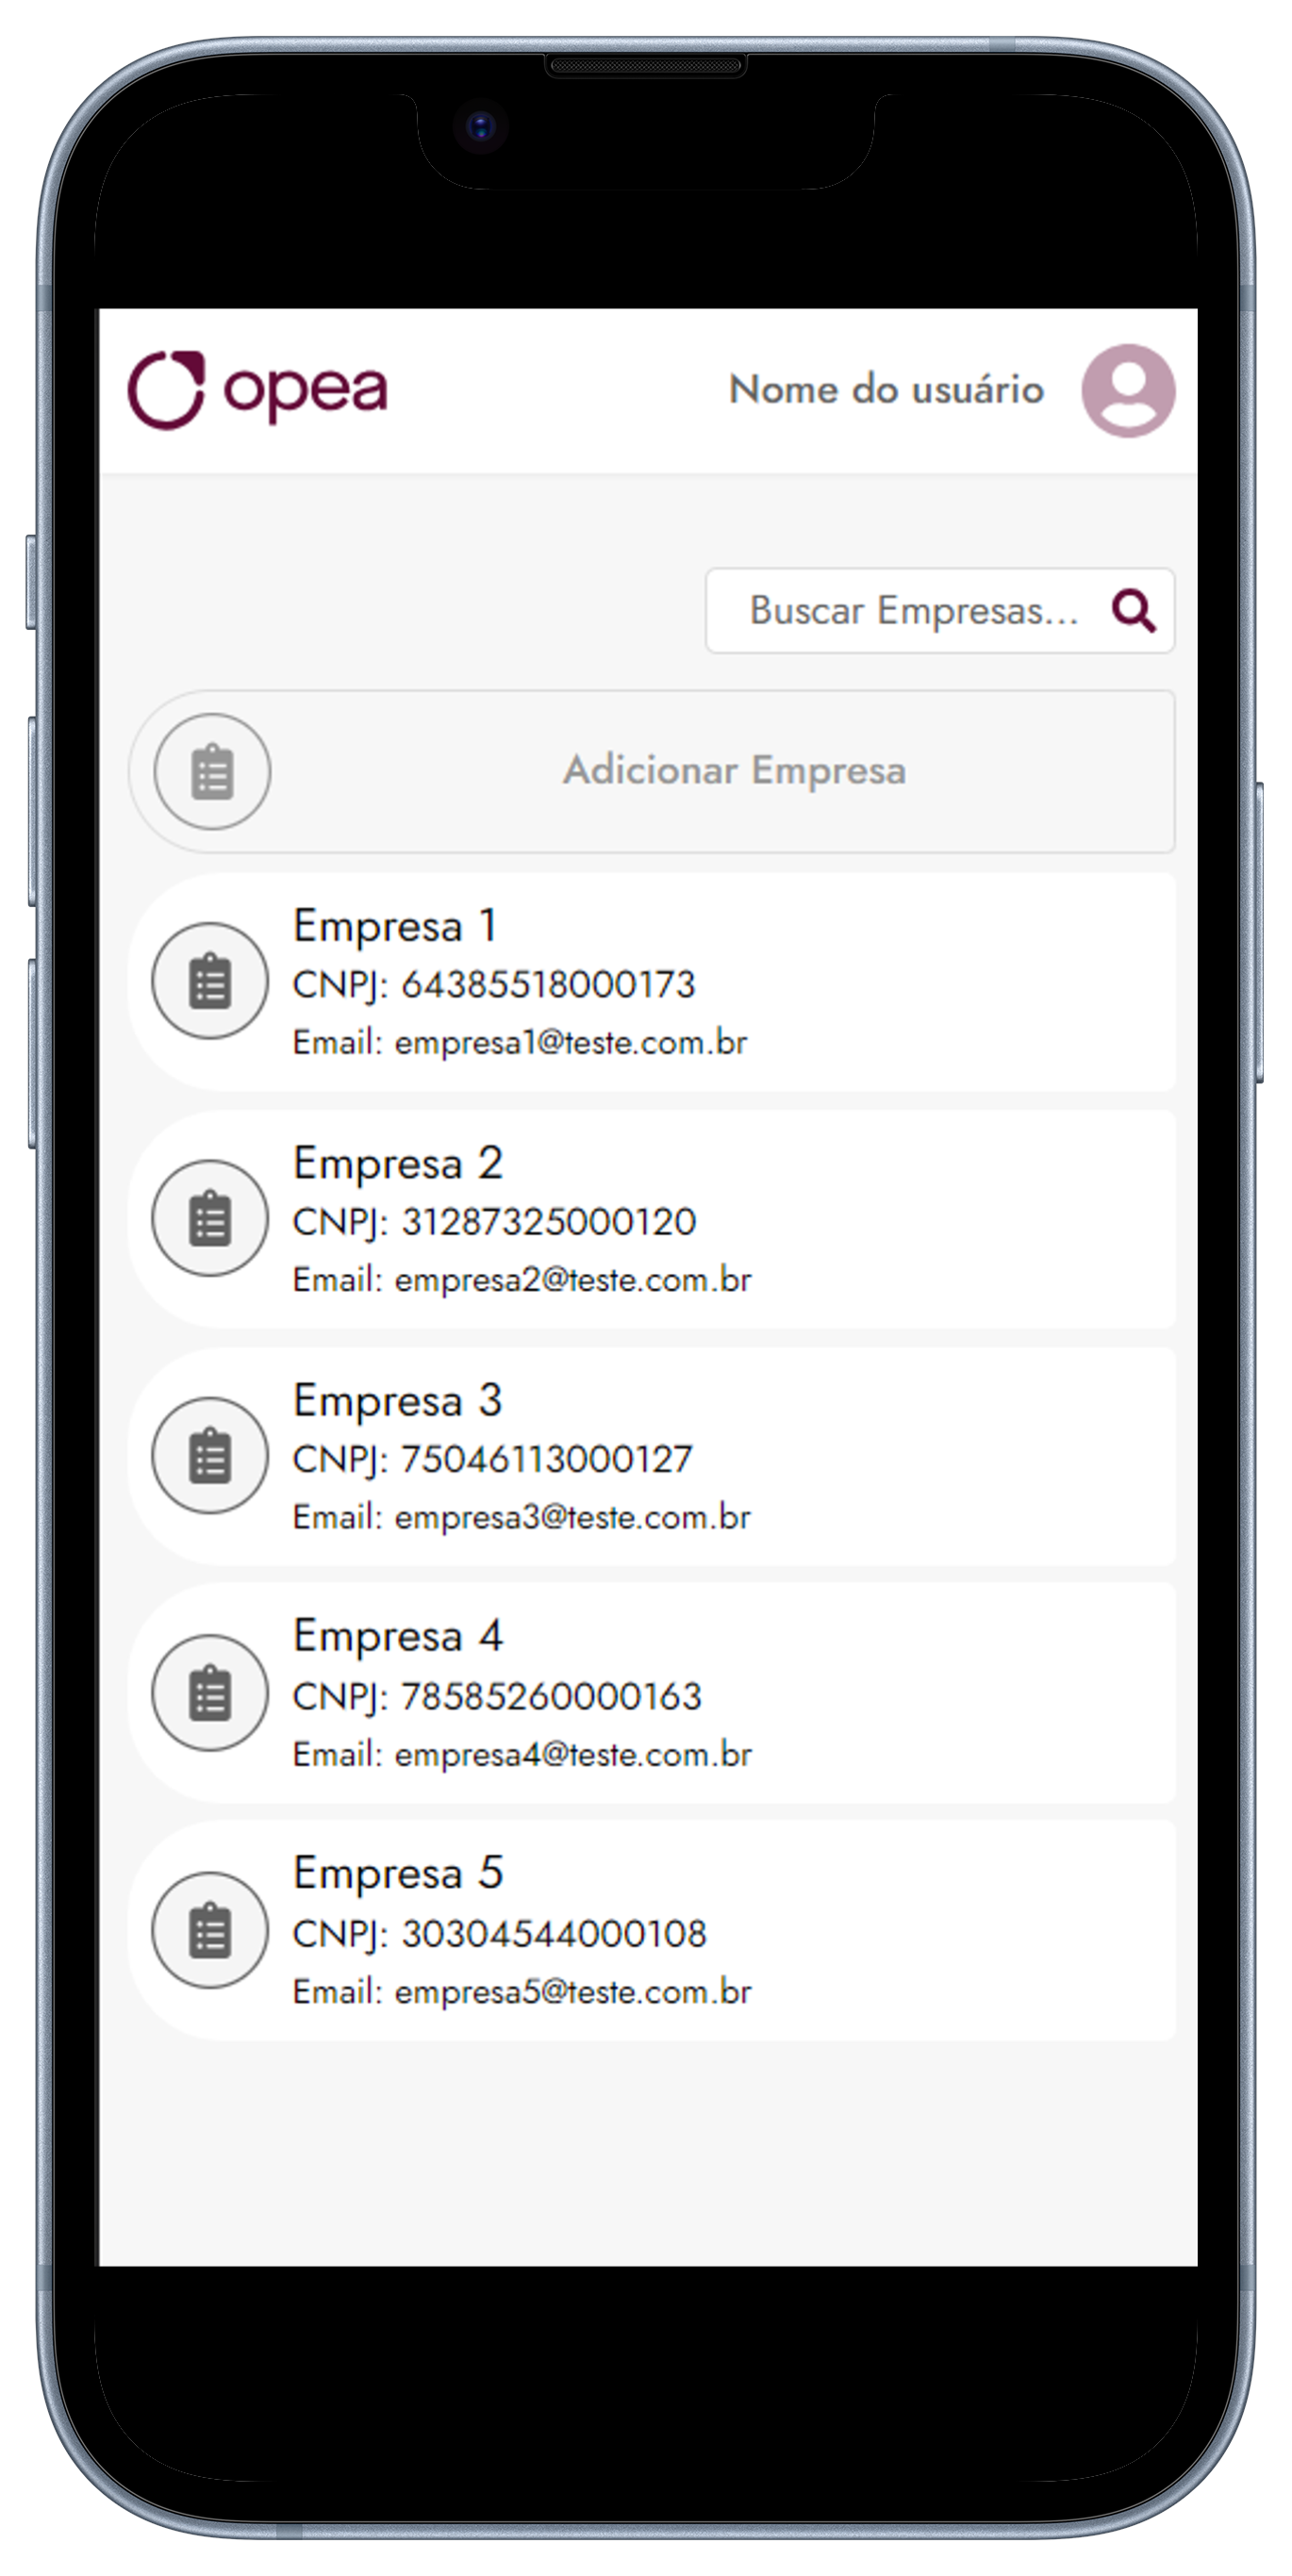 opea
Nome do usuário
Buscar Empresas...
Adicionar Empresa
Empresa 1
CNPJ: 64385518000173
Email: empresa1@teste.com.br
Empresa 2
CNPJ: 31287325000120
Email: empresa2@teste.com.br
Empresa 3
CNPJ: 75046113000127
Email: empresa3@teste.com.br
Empresa 4
CNPJ: 78585260000163
Email: empresa4@teste.com.br
Empresa 5
CNPJ: 30304544000108
Email: empresa5@teste.com.br